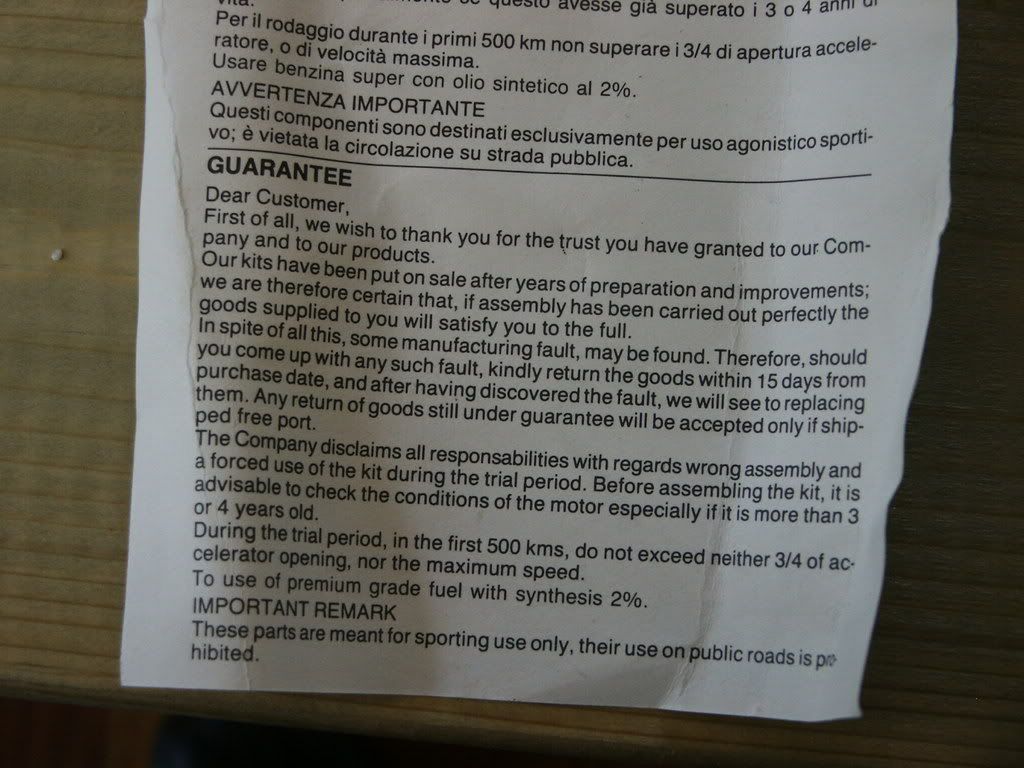 vita.
se questo avesse già superato i 3 o 4 anni di
Per il rodaggio durante i primi 500 km non superare i 3/4 di apertura accele-
ratore, o di velocità massima.
Usare benzina super con olio sintetico al 2%.
AVVERTENZA IMPORTANTE
Questi componenti sono destinati esclusivamente per uso agonistico sporti-
vo; è vietata la circolazione su strada pubblica.
GUARANTEE
Dear Customer,
First of all, we wish to thank you for the trust you have granted to our Com-
pany and to our products.
Our kits have been put on sale after years of preparation and improvements;
we are therefore certain that, if assembly has been carried out perfectly the
goods supplied to you will satisfy you to the full.
In spite of all this, some manufacturing fault, may be found. Therefore, should
you come up with any such fault, kindly return the goods within 15 days from
purchase date, and after having discovered the fault, we will see to replacing
them. Any return of goods still under guarantee will be accepted only if ship-
ped free port.
The Company disclaims all responsabilities with regards wrong assembly and
a forced use of the kit during the trial period. Before assembling the kit, it is
advisable to check the conditions of the motor especially if it is more than 3
or 4 years old.
During the trial period, in the first 500 kms, do not exceed neither 3/4 of ac-
celerator opening, nor the maximum speed.
To use of premium grade fuel with synthesis 2%.
IMPORTANT REMARK
These parts are meant for sporting use only, their use on public roads is pro-
hibited.